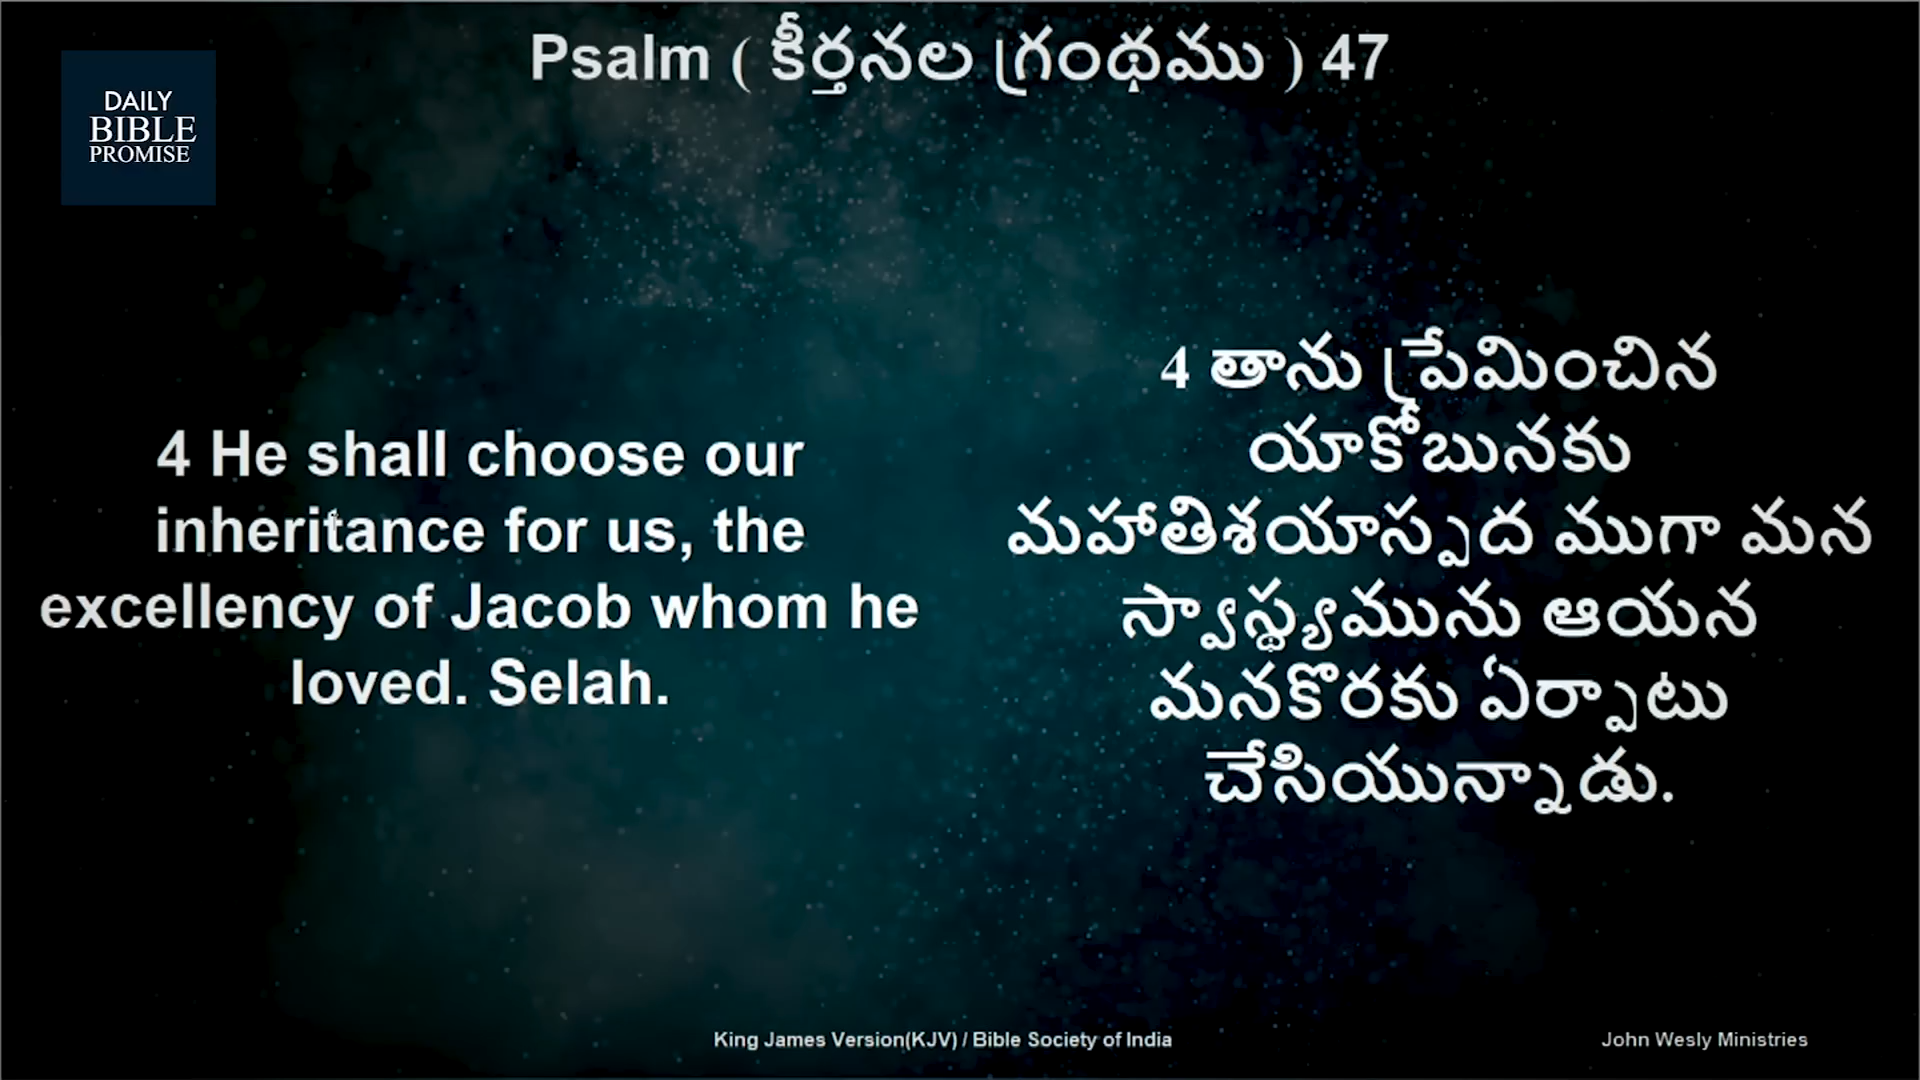 Psalm ( కీర్తనల గ్రంథము ) 47
DAILY
BIBLE
PROMISE
4 He shall choose our
inheritance for us, the
excellency of Jacob whom he
loved. Selah.
4 తాను ప్రేమించిన
యాకోబునకు
మహాతిశయాస్పద ముగా మన
స్వాస్థ్యమును ఆయన
మనకొరకు ఏర్పాటు
చేసియున్నాడు.
King James Version(KJV) / Bible Society of India
John Wesly Ministries